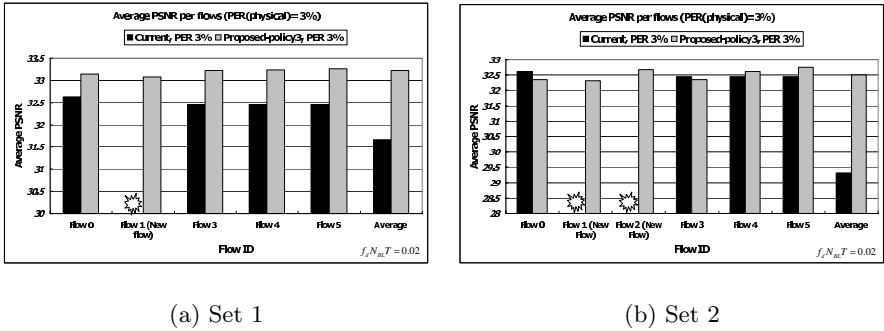 Average PSNR per flows (PER(physical)= 3%)
Current, PER 3% Proposed-policy3, PER 3%
Average PSNR
33.5
33
32.5
32
31.5
31
30.5
30
Flow 0 Flow 1 (New flow) Flow 3 Flow 4 Flow 5 Average
Flow ID
f_d N_BL T = 0.02
(a) Set 1
Average PSNR per flows (PER(physical)=3%)
Current, PER 3% Proposed-policy3, PER 3%
Average PSNR
33
32.5
32
31.5
31
30.5
30
29.5
29
28.5
28
Flow 0 Flow 1 (New Flow) Flow 2 (New Flow) Flow 3 Flow 4 Flow 5 Average
Flow ID
f_d N_BL T = 0.02
(b) Set 2